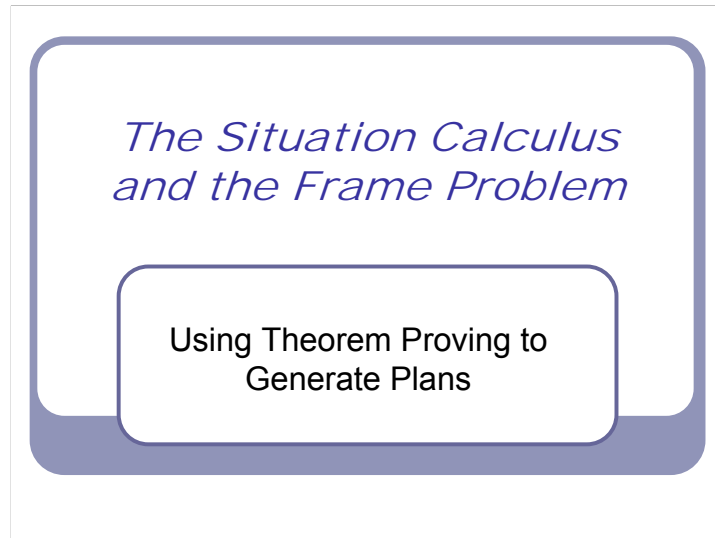 The Situation Calculus
and the Frame Problem
Using Theorem Proving to
Generate Plans